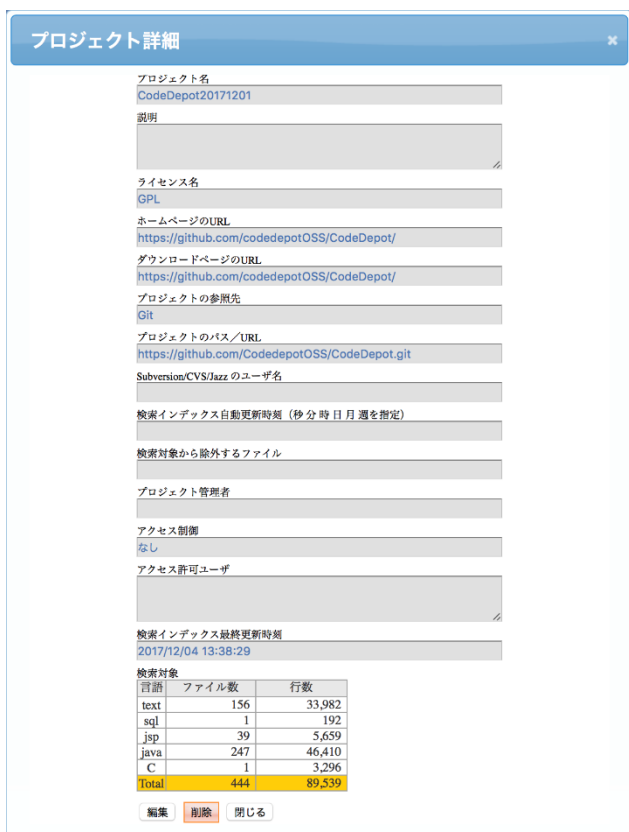 プロジェクト詳細 ×
プロジェクト名
CodeDepot20171201
説明
ライセンス名
GPL
ホームページのURL
https://github.com/codedepotOSS/CodeDepot/
ダウンロードページのURL
https://github.com/codedepotOSS/CodeDepot/
プロジェクトの参照先
Git
プロジェクトのパス／URL
https://github.com/CodedepotOSS/CodeDepot.git
Subversion/CVS/Jazz のユーザ名
検索インデックス自動更新時刻（秒 分 時 日 月 週を指定）
検索対象から除外するファイル
プロジェクト管理者
アクセス制御
なし
アクセス許可ユーザ
検索インデックス最終更新時刻
2017/12/04 13:38:29
検索対象
言語 ファイル数 行数
text 156 33,982
sql 1 192
jsp 39 5,659
java 247 46,410
C 1 3,296
Total 444 89,539
編集 削除 閉じる